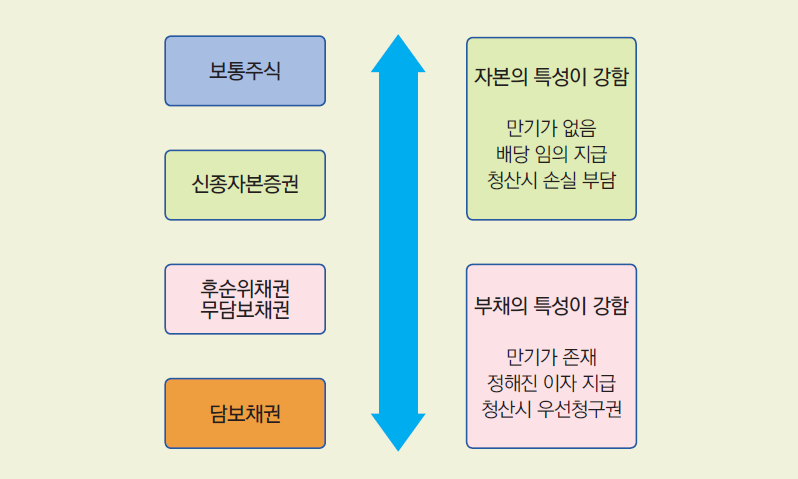 보통주식
신종자본증권
후순위채권
무담보채권
담보채권
자본의 특성이 강함
만기가 없음
배당 임의 지급
청산시 손실 부담
부채의 특성이 강함
만기가 존재
정해진 이자 지급
청산시 우선청구권